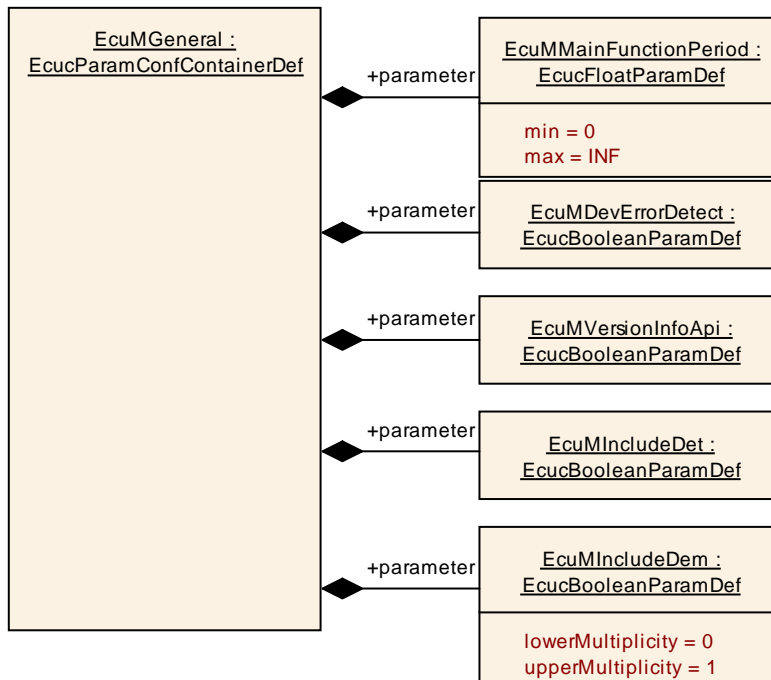 EcuMGeneral :
EcucParamConfContainerDef
+parameter
EcuMMainFunctionPeriod :
EcucFloatParamDef
min = 0
max = INF
+parameter
EcuMDevErrorDetect :
EcucBooleanParamDef
+parameter
EcuMVersionInfoApi :
EcucBooleanParamDef
+parameter
EcuMIncludeDet :
EcucBooleanParamDef
+parameter
EcuMIncludeDem :
EcucBooleanParamDef
lowerMultiplicity = 0
upperMultiplicity = 1